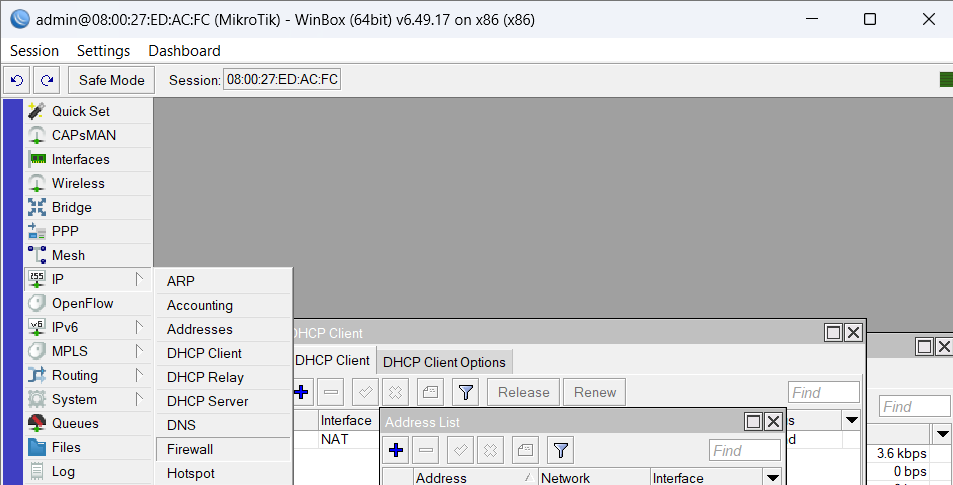 admin@08:00:27:ED:AC:FC (MikroTik) - WinBox (64bit) v6.49.17 on x86 (x86)
Session Settings Dashboard
Safe Mode Session: 08:00:27:ED:AC:FC
Quick Set
CAPsMAN
Interfaces
Wireless
Bridge
PPP
Mesh
IP
OpenFlow
IPv6
MPLS
Routing
System
Queues
Files
Log
ARP
Accounting
Addresses
DHCP Client
DHCP Relay
DHCP Server
DNS
Firewall
Hotspot
DHCP Client
DHCP Client DHCP Client Options
Release Renew Find
Interface
NAT
Address List
Find
Address Network Interface
Find
3.6 kbps
0 bps